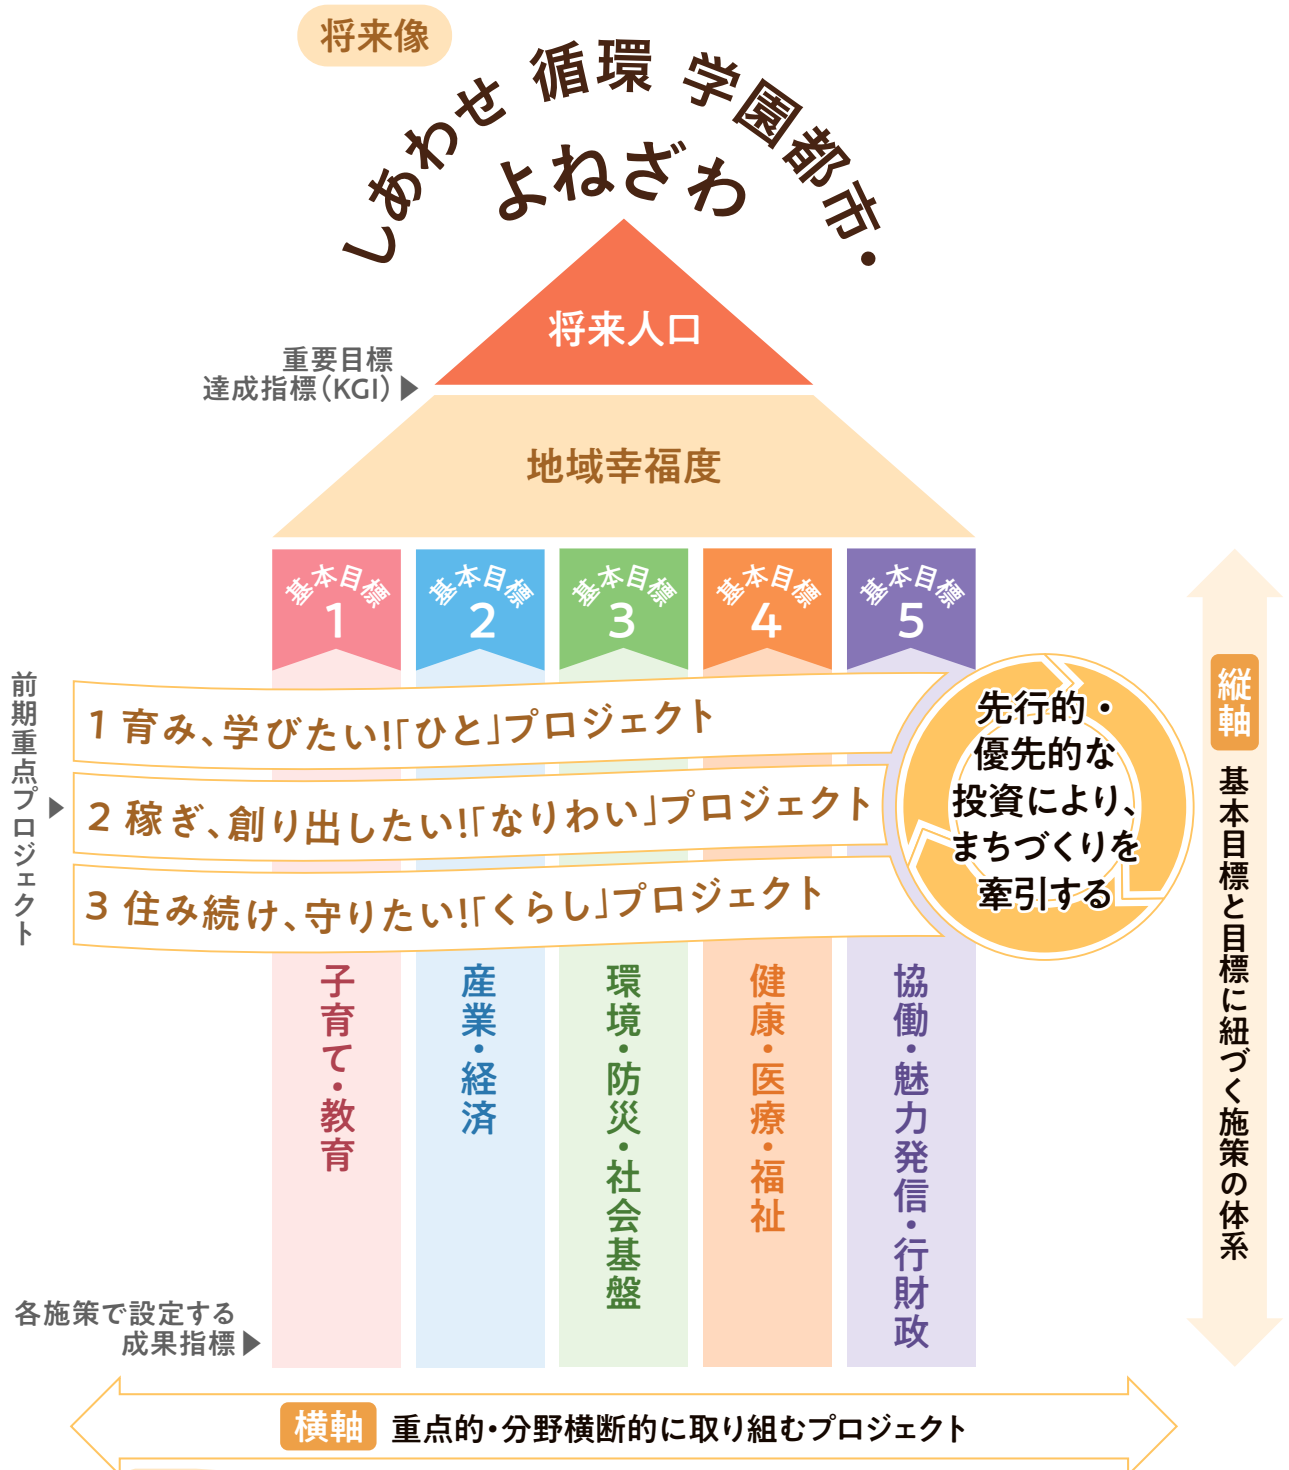 将来像
しあわせ 循環 学園都市・
よねざわ
将来人口
重要目標
達成指標(KGI)▶
地域幸福度
基本目標
1
基本目標
2
基本目標
3
基本目標
4
基本目標
5
前期重点プロジェクト▶
1 育み、学びたい!「ひと」プロジェクト
2 稼ぎ、創り出したい!「なりわい」プロジェクト
3 住み続け、守りたい!「くらし」プロジェクト
先行的・
優先的な
投資により、
まちづくりを
牽引する
子育て・教育
産業・経済
環境・防災・社会基盤
健康・医療・福祉
協働・魅力発信・行財政
縦軸
基本目標と目標に紐づく施策の体系
各施策で設定する
成果指標▶
横軸 重点的・分野横断的に取り組むプロジェクト